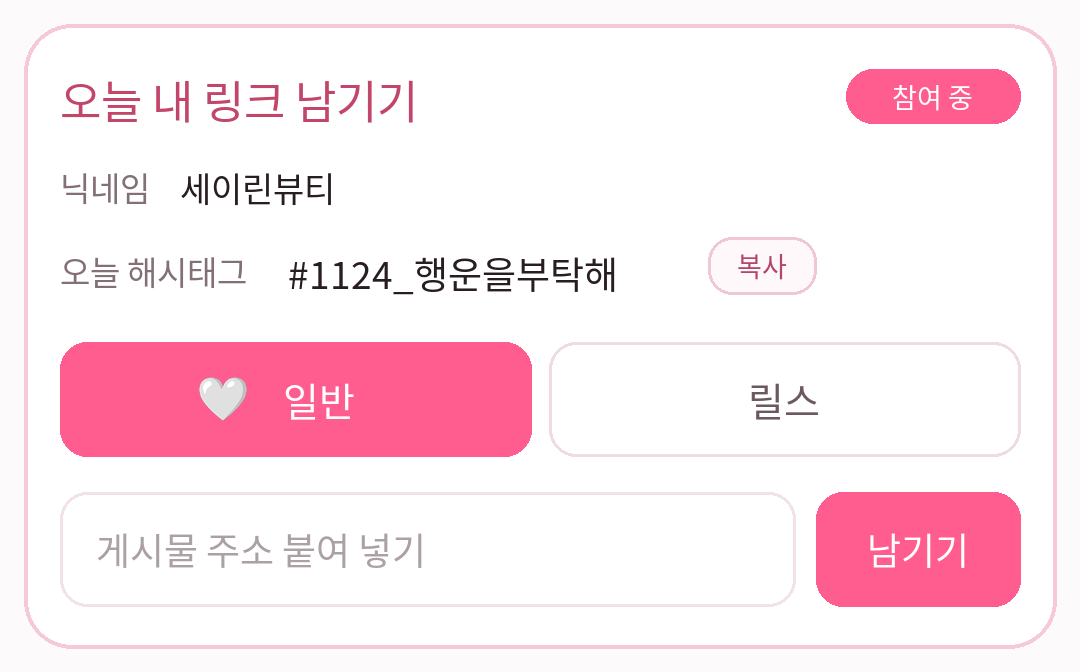 오늘 내 링크 남기기 참여 중
닉네임 세이린뷰티
오늘 해시태그 #1124_행운을부탁해 복사
🤍 일반 릴스
게시물 주소 붙여 넣기 남기기